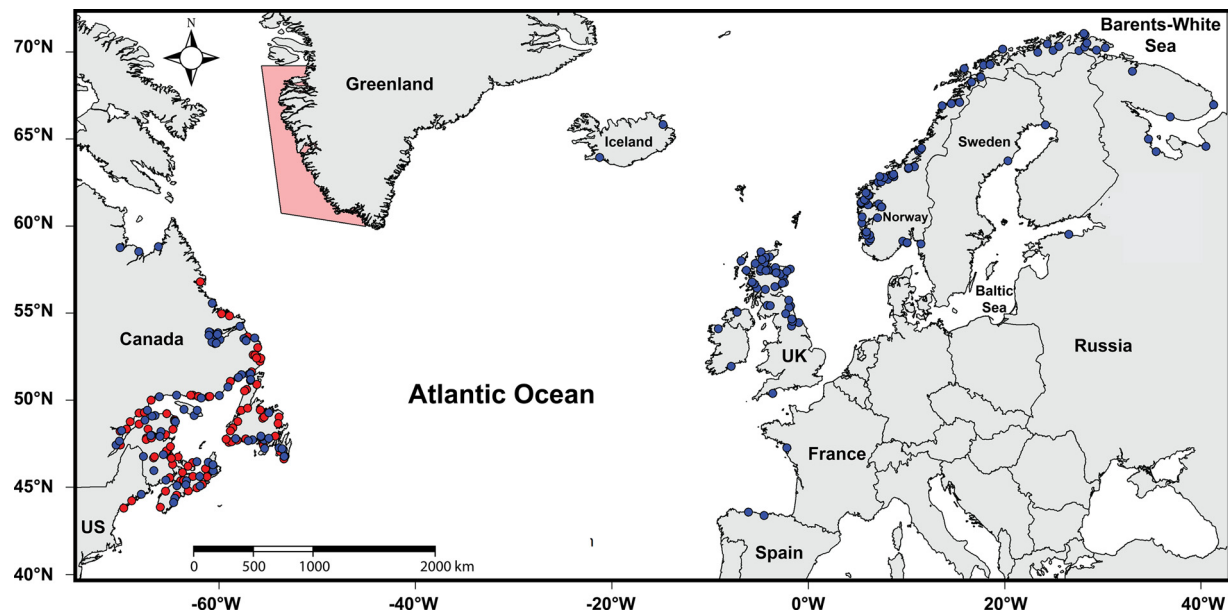 N
70°N
65°N
60°N
55°N
50°N
45°N
40°N
Greenland
Iceland
Barents-White
Sea
Sweden
Norway
Baltic
Sea
Canada
UK
Russia
Atlantic Ocean
France
US
Spain
0 500 1000 2000 km
-60°W -40°W -20°W 0°W 20°W 40°W